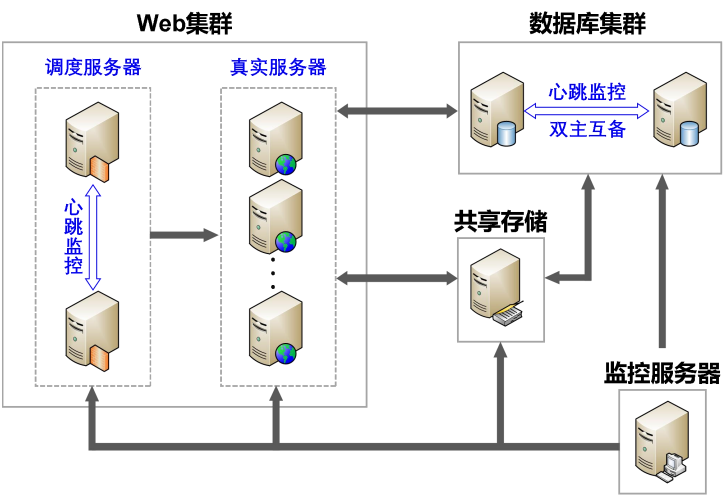 Web集群
数据库集群
调度服务器
真实服务器
心跳监控
双主互备
心
跳
监
控
共享存储
监控服务器